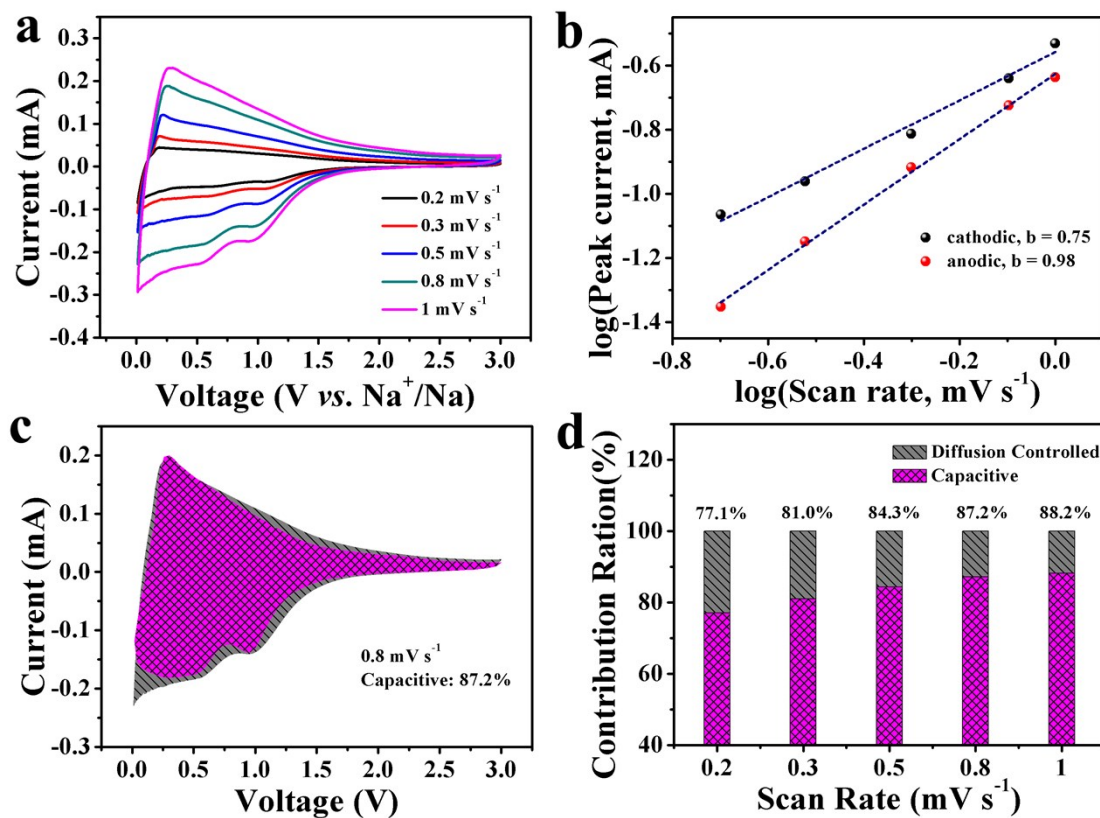 a
0.3
0.2
0.1
0.0
-0.1
-0.2
-0.3
-0.4
Current (mA)
0.2 mV s⁻¹
0.3 mV s⁻¹
0.5 mV s⁻¹
0.8 mV s⁻¹
1 mV s⁻¹
0.0 0.5 1.0 1.5 2.0 2.5 3.0
Voltage (V vs. Na⁺/Na)
b
-0.6
-0.8
-1.0
-1.2
-1.4
log(Peak current, mA)
cathodic, b = 0.75
anodic, b = 0.98
-0.8 -0.6 -0.4 -0.2 0.0
log(Scan rate, mV s⁻¹)
c
0.2
0.1
0.0
-0.1
-0.2
-0.3
Current (mA)
0.8 mV s⁻¹
Capacitive: 87.2%
0.0 0.5 1.0 1.5 2.0 2.5 3.0
Voltage (V)
d
120
100
80
60
40
Contribution Ration(%)
Diffusion Controlled
Capacitive
77.1% 81.0% 84.3% 87.2% 88.2%
0.2 0.3 0.5 0.8 1
Scan Rate (mV s⁻¹)